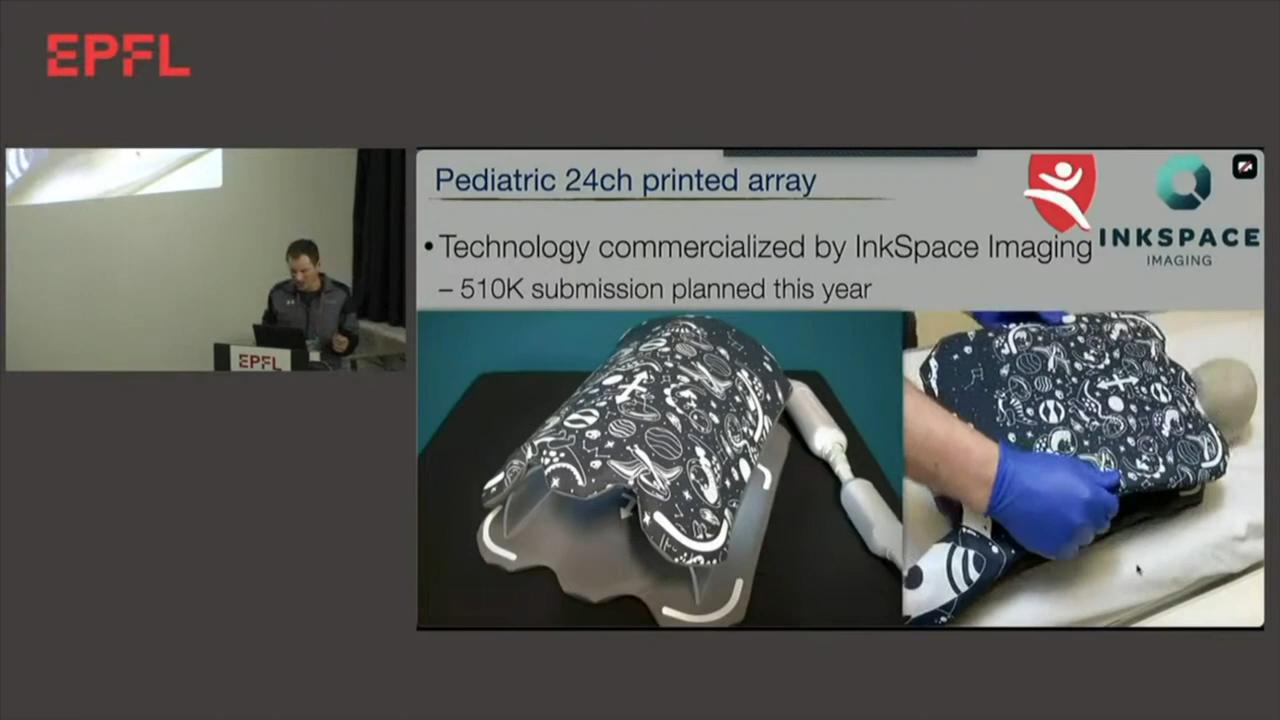 EPFL
Pediatric 24ch printed array
• Technology commercialized by InkSpace Imaging
– 510K submission planned this year
INKSPACE
IMAGING
EPFL